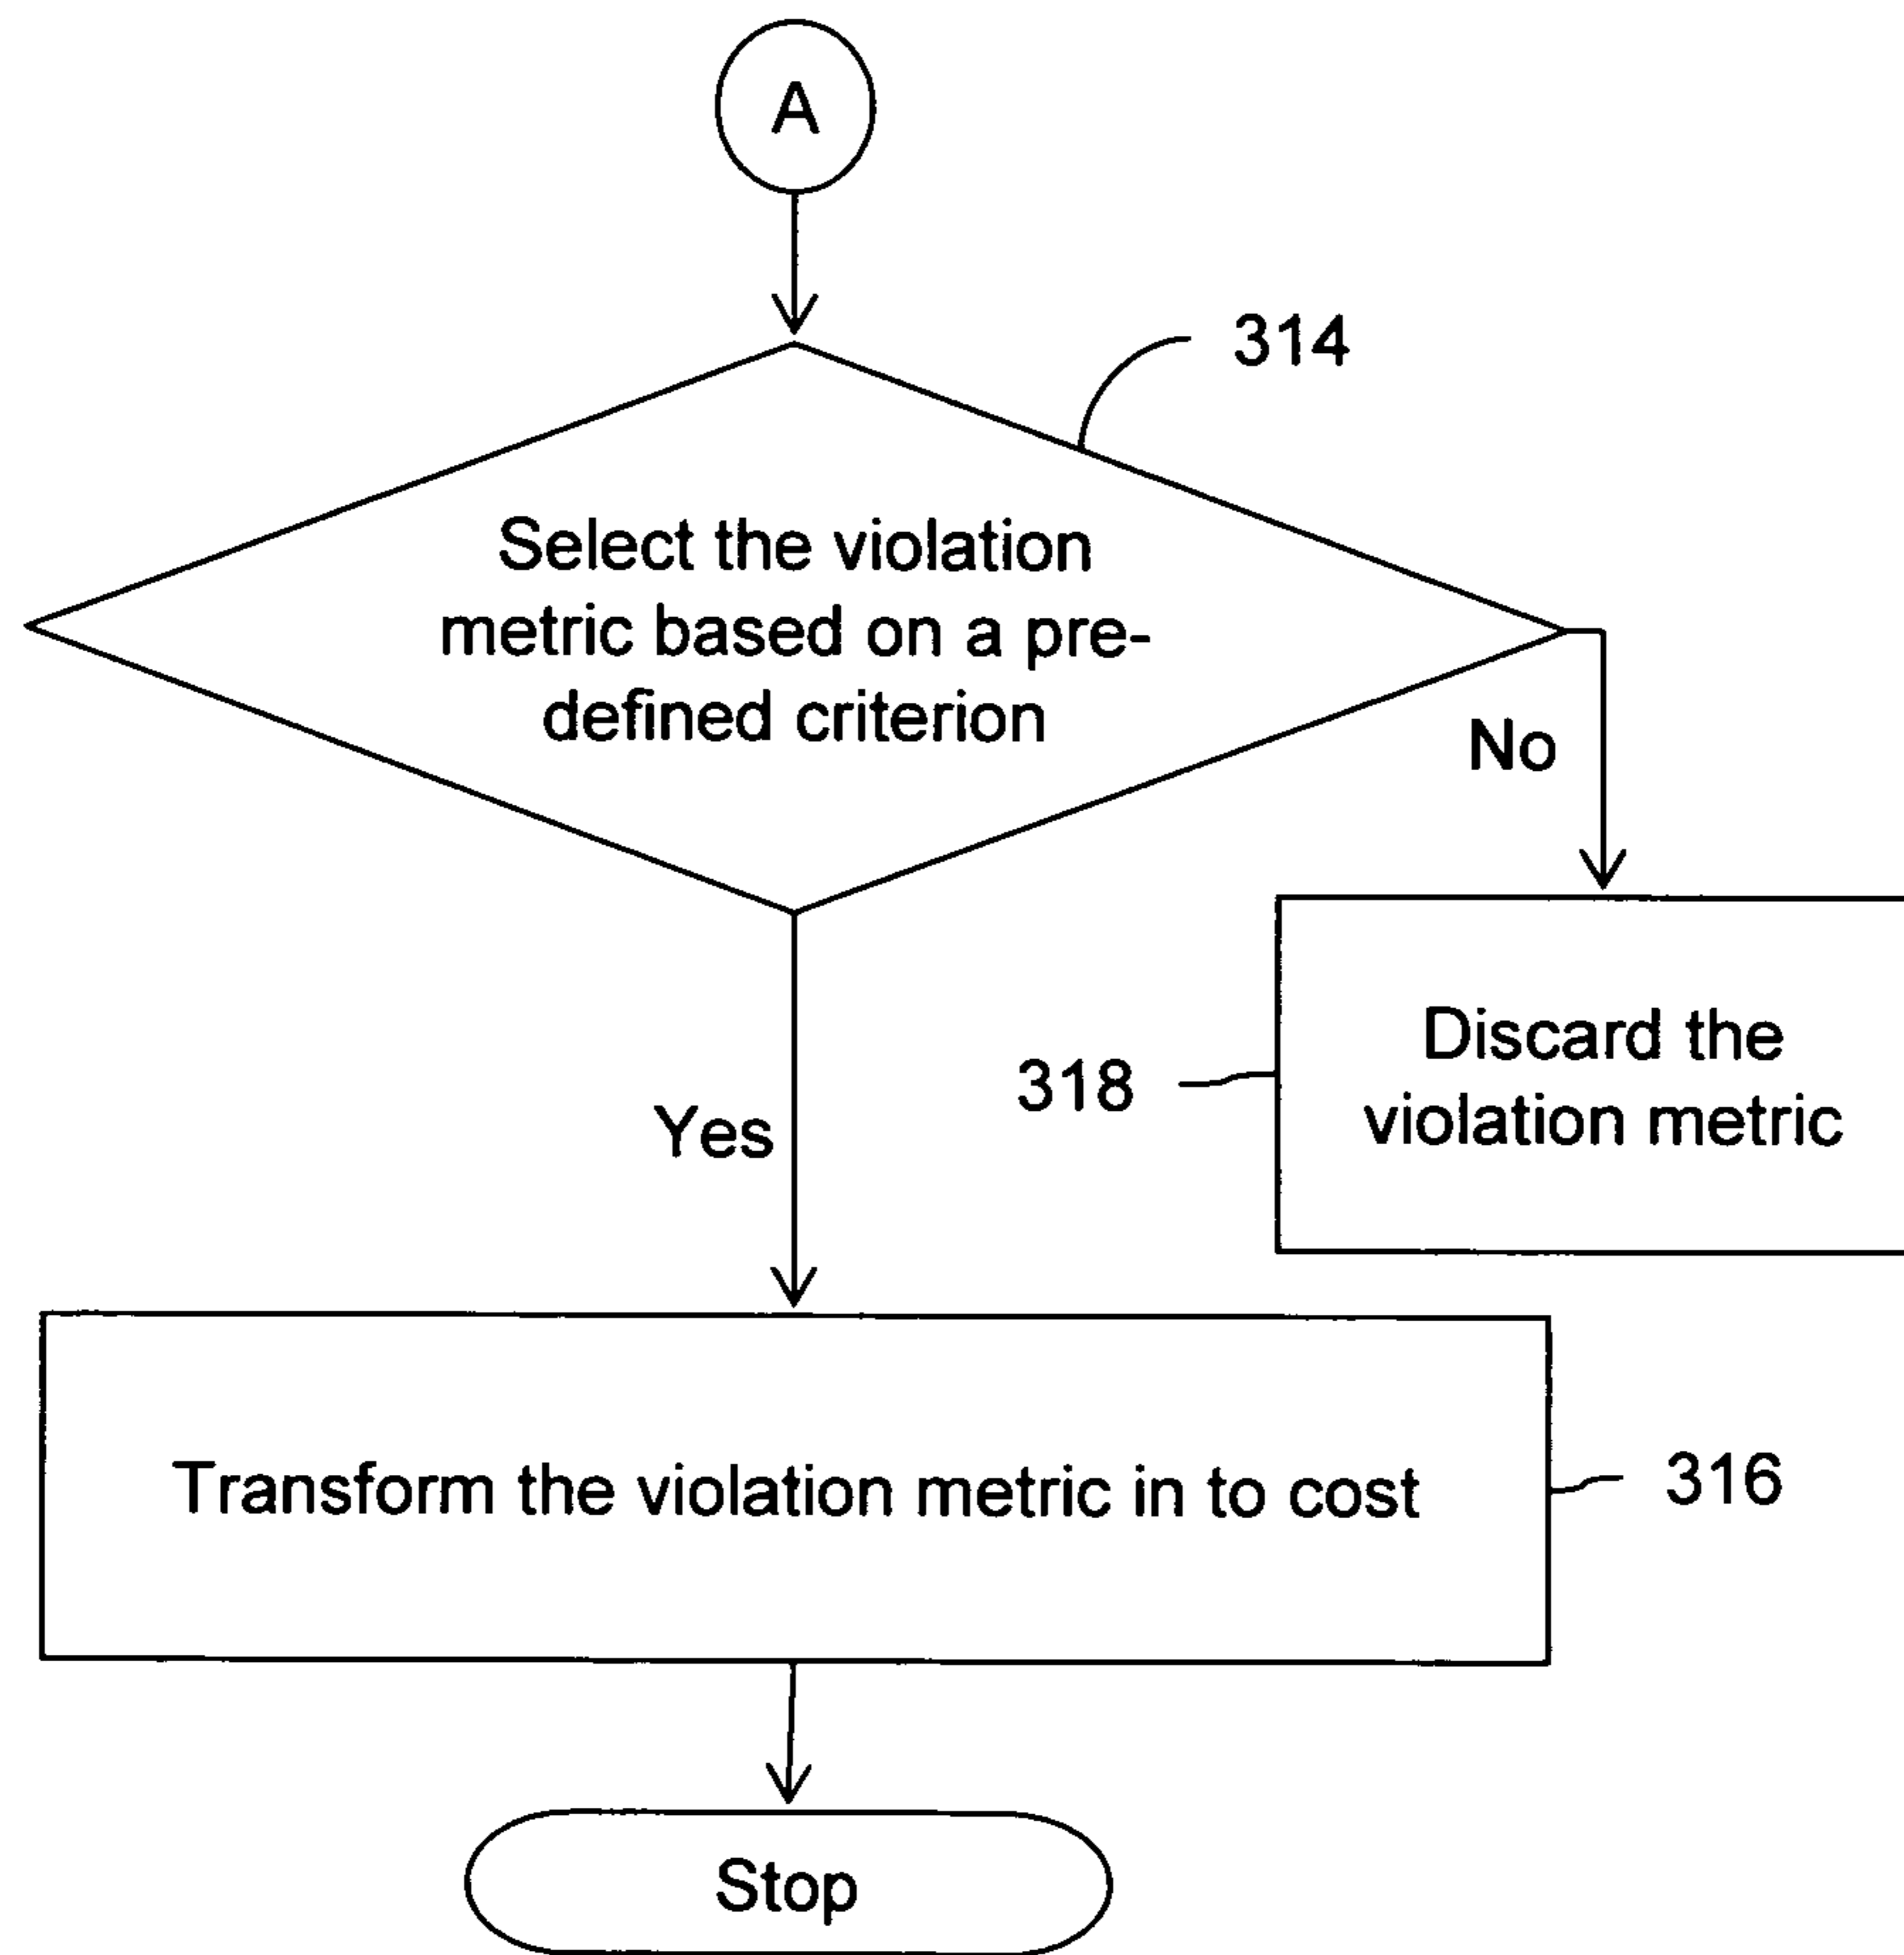 A
314
Select the violation
metric based on a pre-
defined criterion
No
Discard the
violation metric
318
Yes
Transform the violation metric in to cost
316
Stop